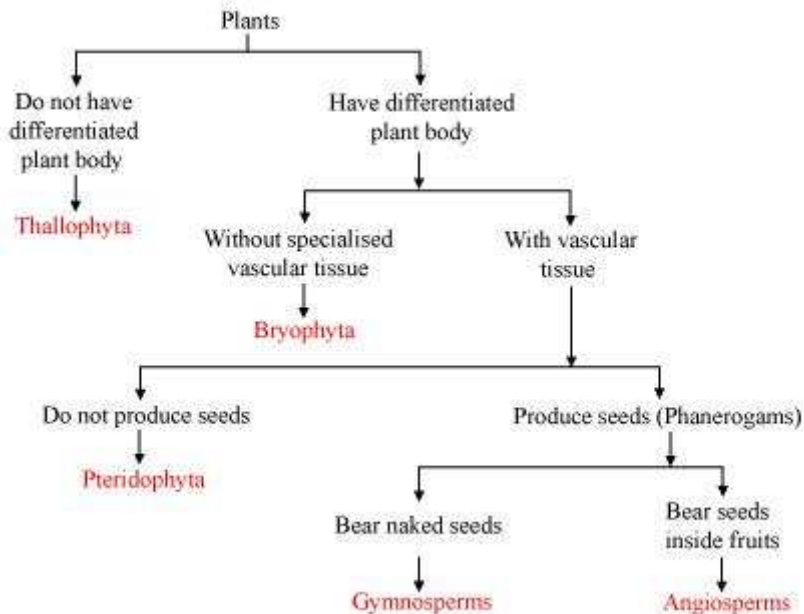 Plants
Do not have
differentiated
plant body
Have differentiated
plant body
Thallophyta
Without specialised
vascular tissue
With vascular
tissue
Bryophyta
Do not produce seeds
Produce seeds (Phanerogams)
Pteridophyta
Bear naked seeds
Bear seeds
inside fruits
Gymnosperms
Angiosperms